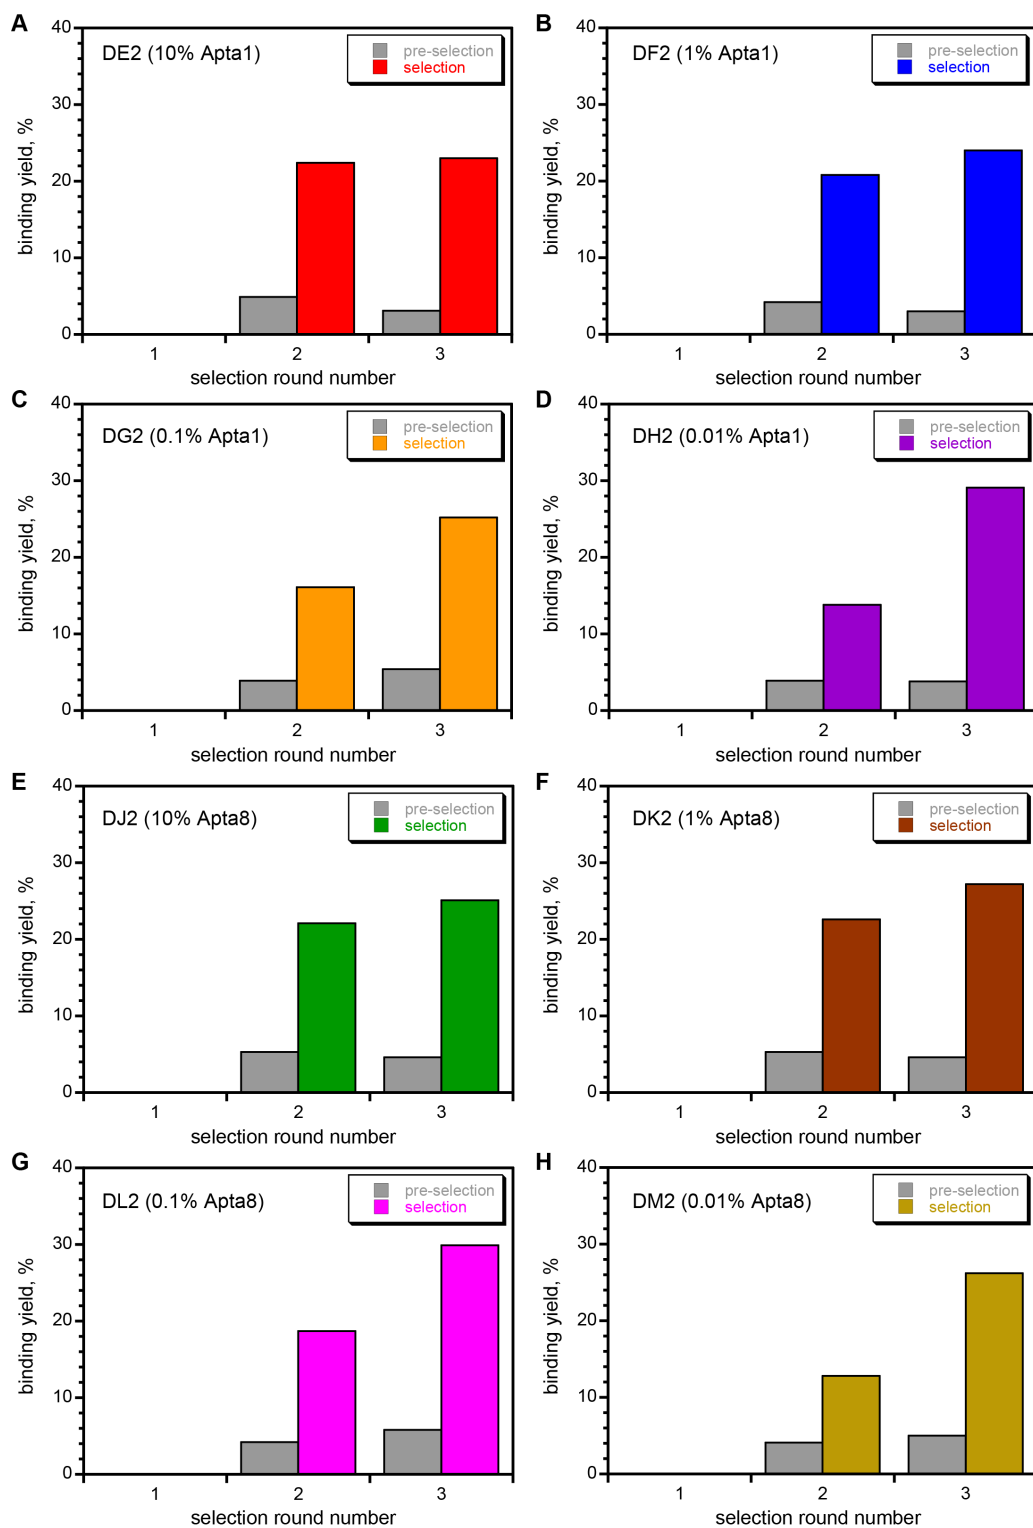 A
DE2 (10% Apta1)
pre-selection
selection
40
30
20
10
0
binding yield, %
1
2
3
selection round number
B
DF2 (1% Apta1)
pre-selection
selection
40
30
20
10
0
binding yield, %
1
2
3
selection round number
C
DG2 (0.1% Apta1)
pre-selection
selection
40
30
20
10
0
binding yield, %
1
2
3
selection round number
D
DH2 (0.01% Apta1)
pre-selection
selection
40
30
20
10
0
binding yield, %
1
2
3
selection round number
E
DJ2 (10% Apta8)
pre-selection
selection
40
30
20
10
0
binding yield, %
1
2
3
selection round number
F
DK2 (1% Apta8)
pre-selection
selection
40
30
20
10
0
binding yield, %
1
2
3
selection round number
G
DL2 (0.1% Apta8)
pre-selection
selection
40
30
20
10
0
binding yield, %
1
2
3
selection round number
H
DM2 (0.01% Apta8)
pre-selection
selection
40
30
20
10
0
binding yield, %
1
2
3
selection round number